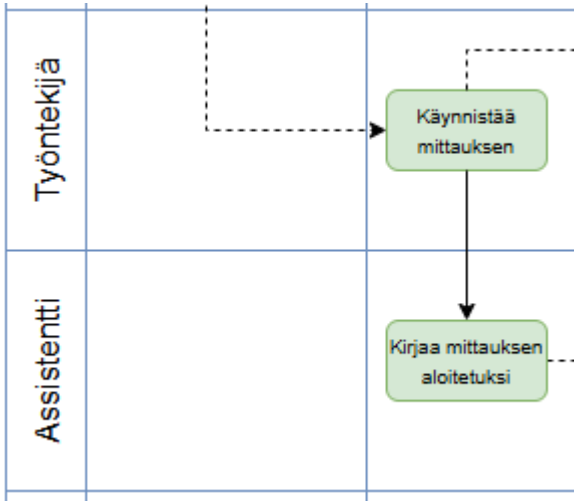 Työntekijä
Käynnistää
mittauksen
Assistentti
Kirjaa mittauksen
aloitetuksi